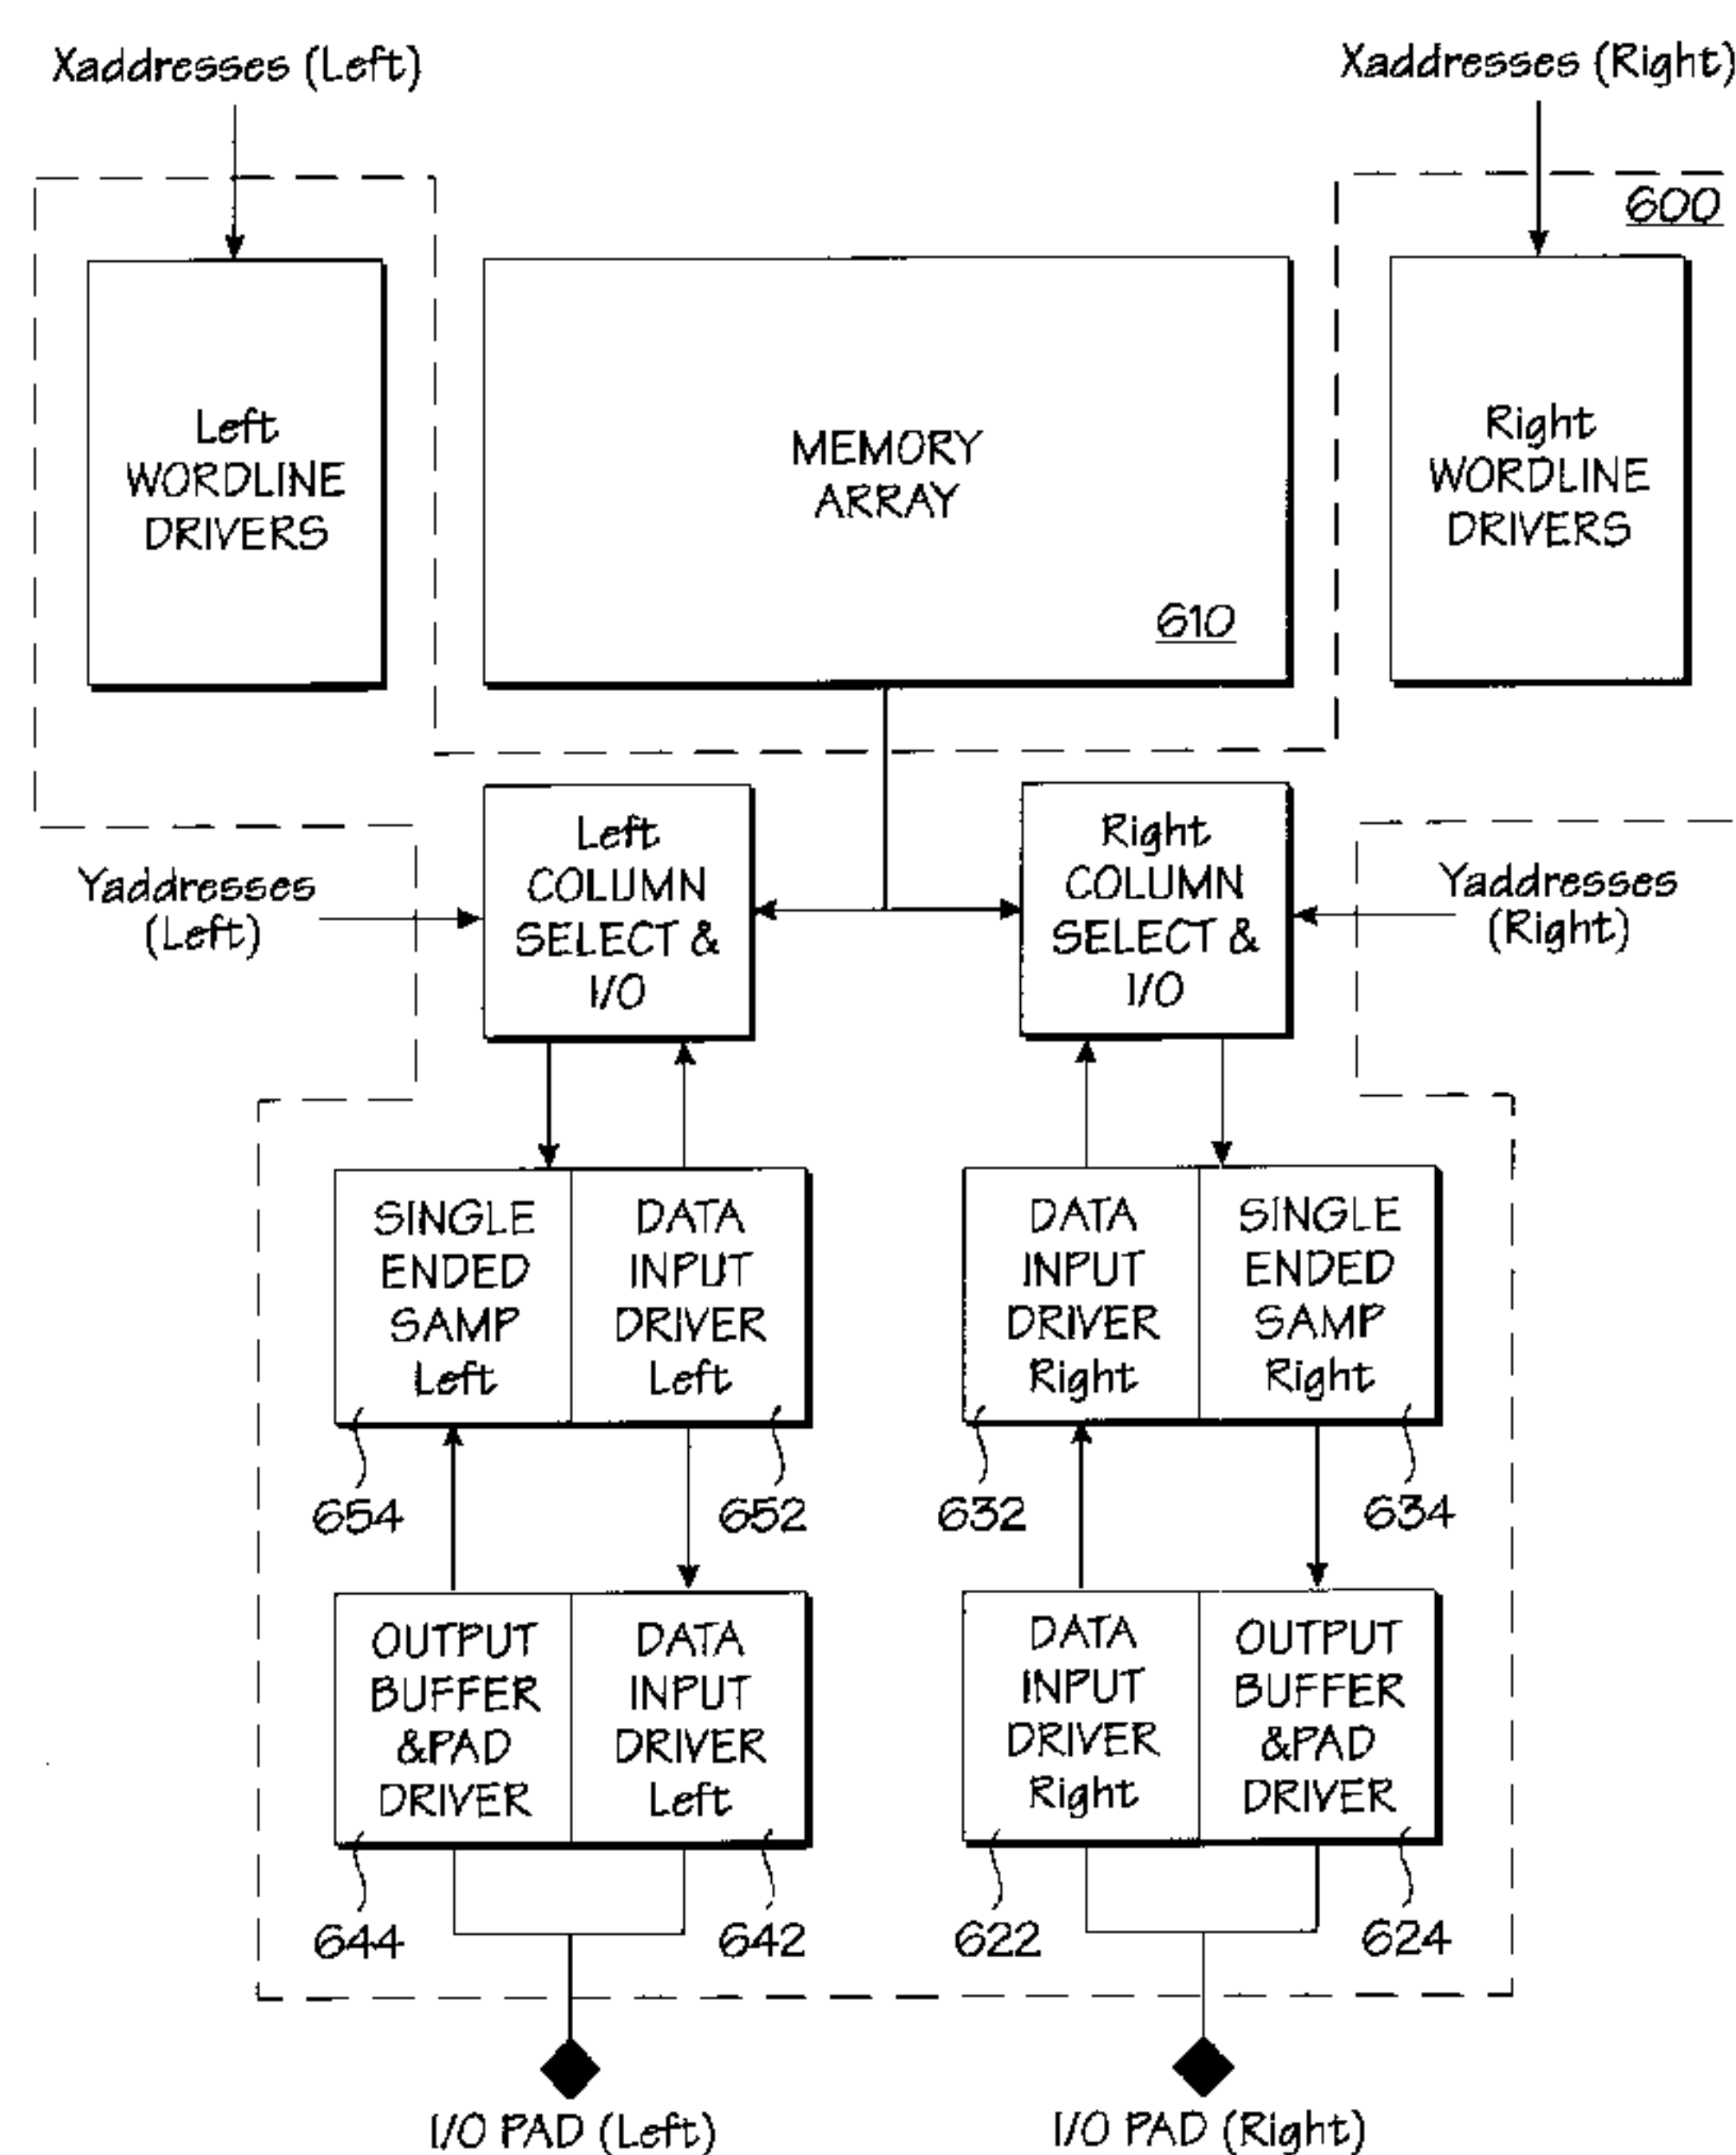 Xaddresses (Left)
Xaddresses (Right)
600
Left
WORDLINE
DRIVERS
MEMORY
ARRAY
610
Right
WORDLINE
DRIVERS
Yaddresses
(Left)
Left
COLUMN
SELECT &
I/O
Right
COLUMN
SELECT &
I/O
Yaddresses
(Right)
SINGLE
ENDED
SAMP
Left
DATA
INPUT
DRIVER
Left
DATA
INPUT
DRIVER
Right
SINGLE
ENDED
SAMP
Right
654
652
632
634
OUTPUT
BUFFER
&PAD
DRIVER
DATA
INPUT
DRIVER
Left
DATA
INPUT
DRIVER
Right
OUTPUT
BUFFER
&PAD
DRIVER
644
642
622
624
I/O PAD (Left)
I/O PAD (Right)